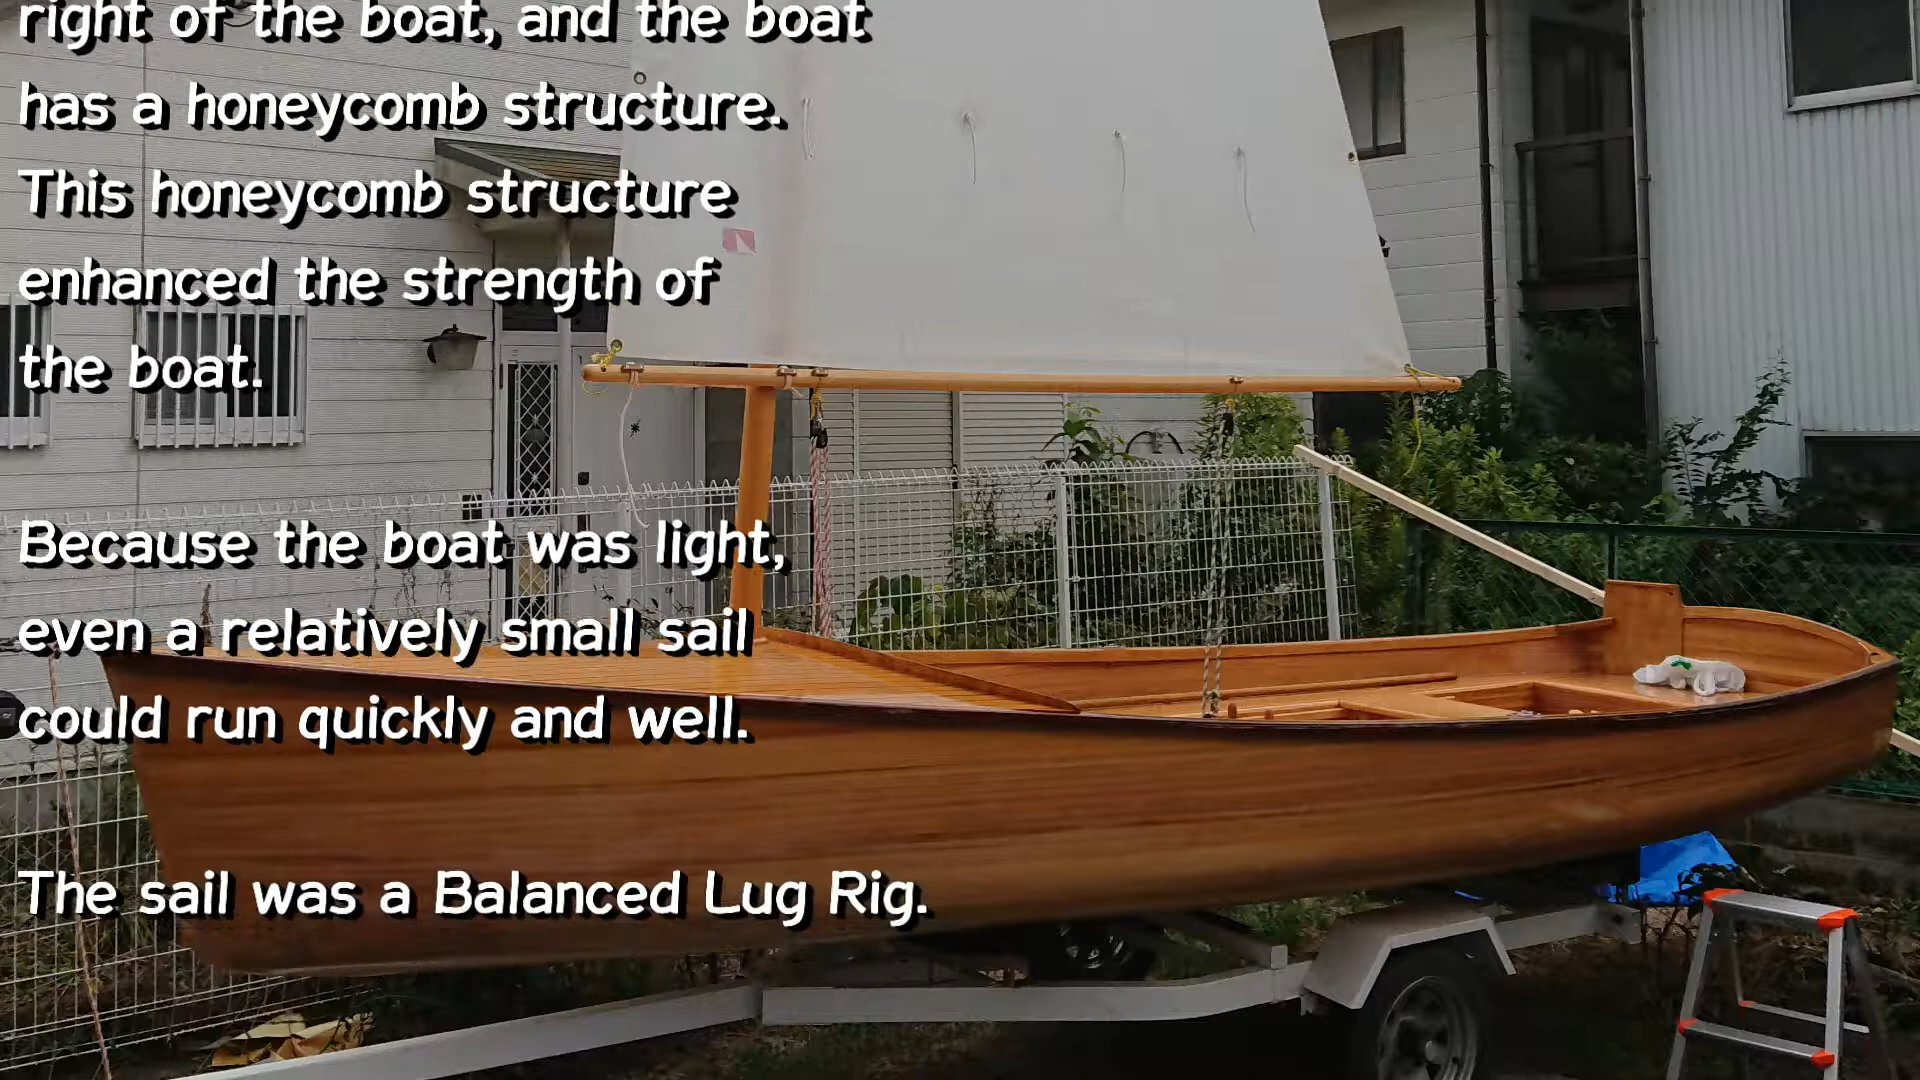 right of the boat, and the boat
has a honeycomb structure.
This honeycomb structure
enhanced the strength of
the boat.
Because the boat was light,
even a relatively small sail
could run quickly and well.
The sail was a Balanced Lug Rig.